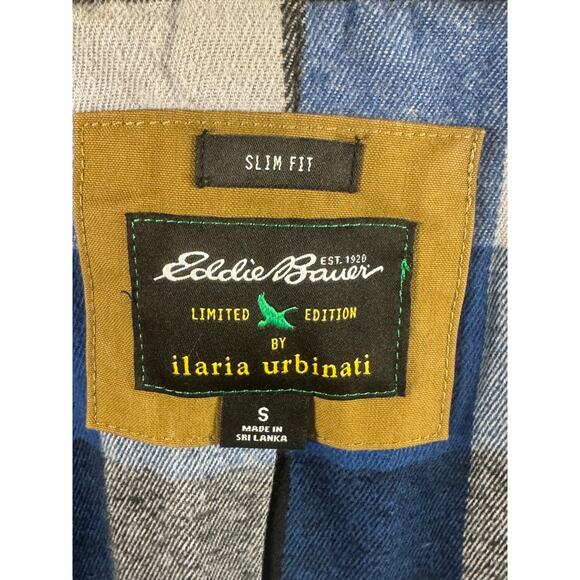 SLIM FIT
Eddie Bauer
EST. 1920
LIMITED EDITION
BY
ilaria urbinati
S
MADE IN
SRI LANKA